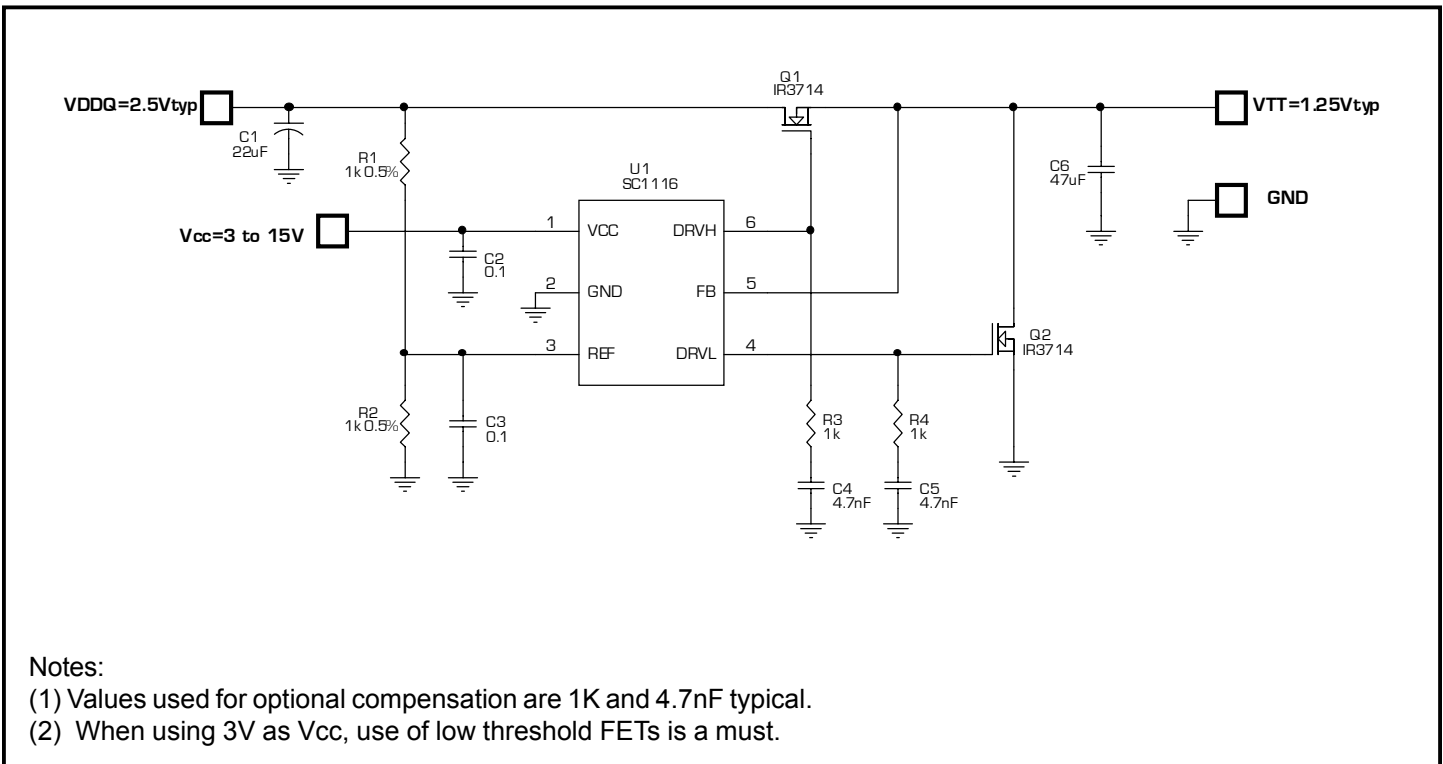 Q1
IR3714
VDDQ=2.5Vtyp
VTT=1.25Vtyp
C1
22uF
R1
1k 0.5%
U1
SC1116
C6
47uF
GND
Vcc=3 to 15V
1
VCC
DRVH
6
C2
0.1
2
GND
FB
5
Q2
IR3714
3
REF
DRVL
4
R2
1k 0.5%
C3
0.1
R3
1k
R4
1k
C4
4.7nF
C5
4.7nF
Notes:
(1) Values used for optional compensation are 1K and 4.7nF typical.
(2) When using 3V as Vcc, use of low threshold FETs is a must.